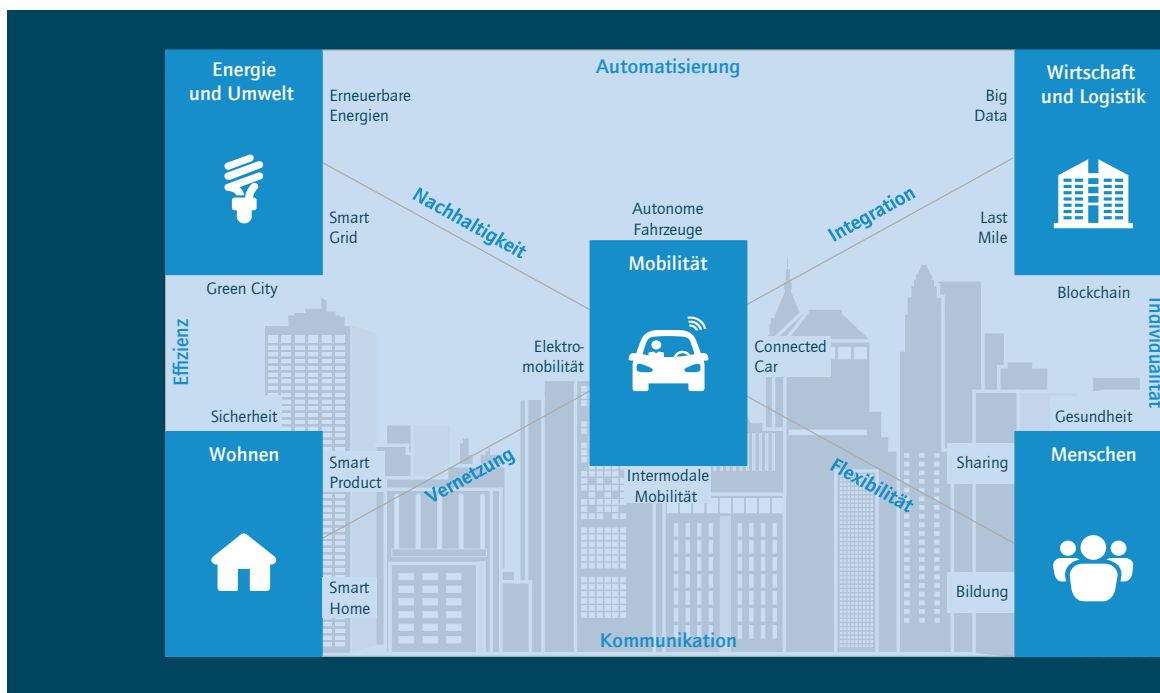 Automatisierung
Energie
und Umwelt
Erneuerbare
Energien
Smart
Grid
Green City
Nachhaltigkeit
Wirtschaft
und Logistik
Big
Data
Last
Mile
Blockchain
Integration
Autonome
Fahrzeuge
Mobilität
Elektro-
mobilität
Connected
Car
Intermodale
Mobilität
Effizienz
Individualität
Sicherheit
Wohnen
Smart
Product
Smart
Home
Vernetzung
Flexibilität
Gesundheit
Menschen
Sharing
Bildung
Kommunikation